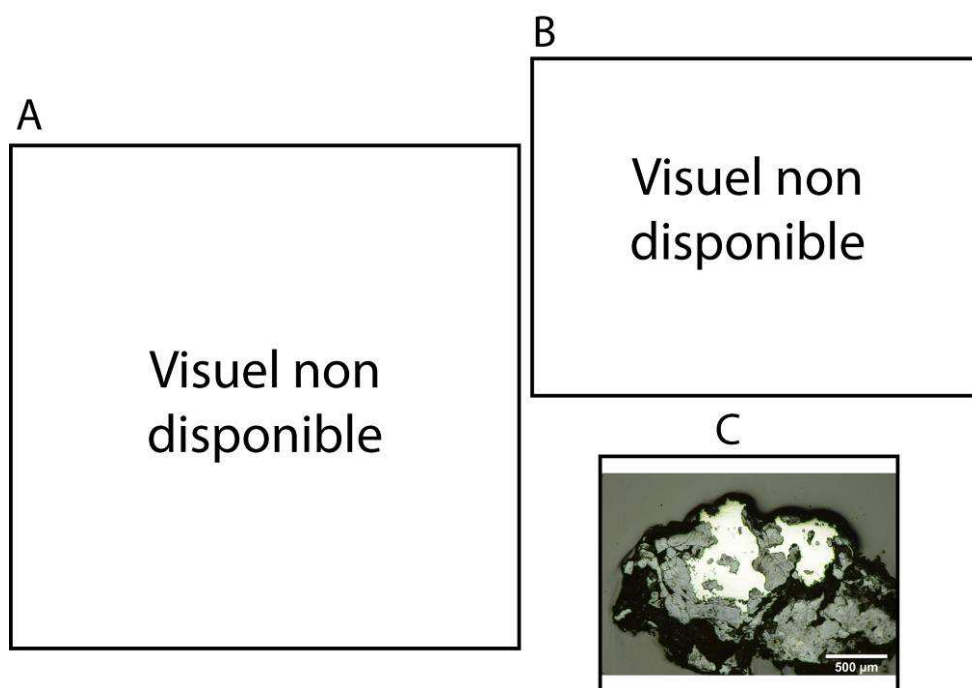 A
Visuel non
disponible
B
Visuel non
disponible
C
500 µm